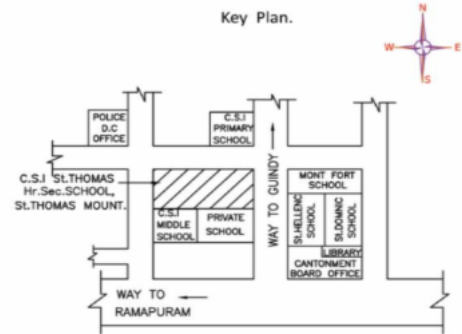 Key Plan.
N
W
E
S
POLICE
D.C
OFFICE
C.S.I
PRIMARY
SCHOOL
C.S.I St.THOMAS
Hr.Sec.SCHOOL,
St.THOMAS MOUNT.
C.S.I
MIDDLE
SCHOOL
PRIVATE
SCHOOL
WAY TO GUINDY
MONT FORT
SCHOOL
St.HELLENC
SCHOOL
St.DOMNIC
SCHOOL
LIBRARY
CANTONMENT
BOARD OFFICE
WAY TO
RAMAPURAM